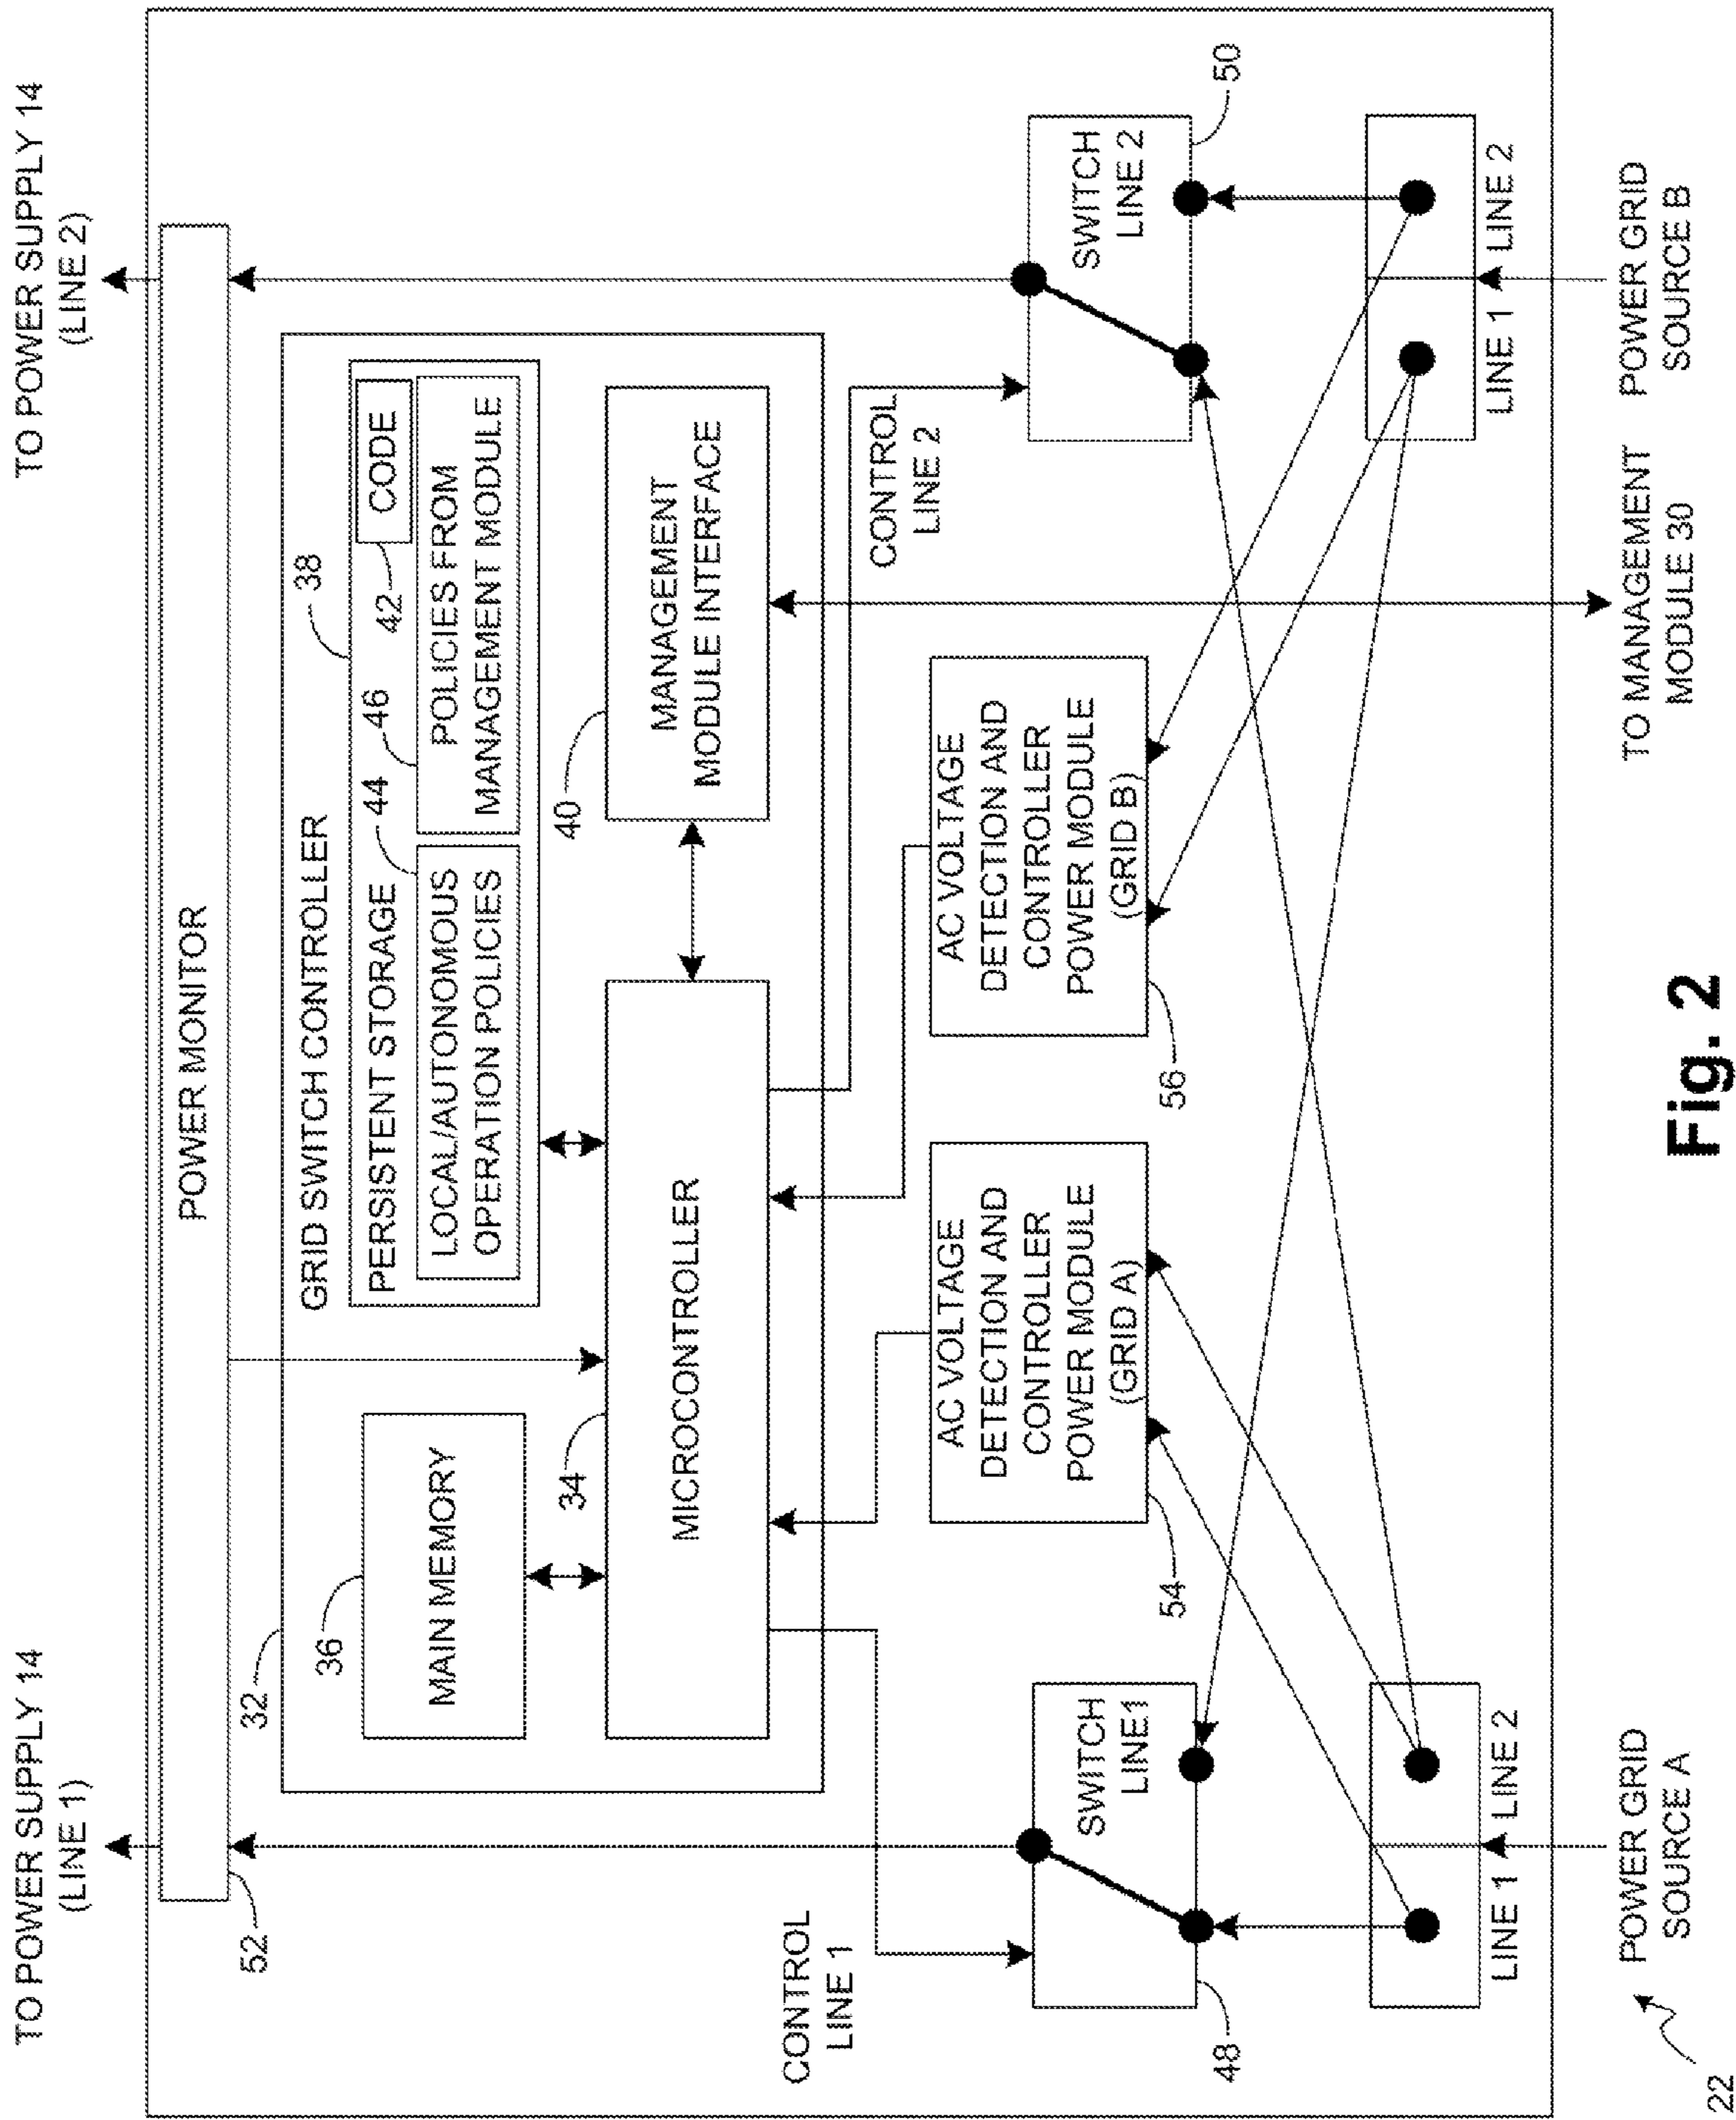 TO POWER SUPPLY 14
(LINE 1)
TO POWER SUPPLY 14
(LINE 2)
POWER MONITOR
52
32
GRID SWITCH CONTROLLER
38
36
MAIN MEMORY
PERSISTENT STORAGE
44
46
42
CODE
LOCAL/AUTONOMOUS
OPERATION POLICIES
POLICIES FROM
MANAGEMENT MODULE
34
MICROCONTROLLER
40
MANAGEMENT
MODULE INTERFACE
CONTROL
LINE 1
CONTROL
LINE 2
AC VOLTAGE
DETECTION AND
CONTROLLER
POWER MODULE
(GRID A)
54
AC VOLTAGE
DETECTION AND
CONTROLLER
POWER MODULE
(GRID B)
56
SWITCH
LINE1
48
SWITCH
LINE 2
50
LINE 1
LINE 2
LINE 1
LINE 2
POWER GRID
SOURCE A
TO MANAGEMENT
MODULE 30
POWER GRID
SOURCE B
22
Fig. 2